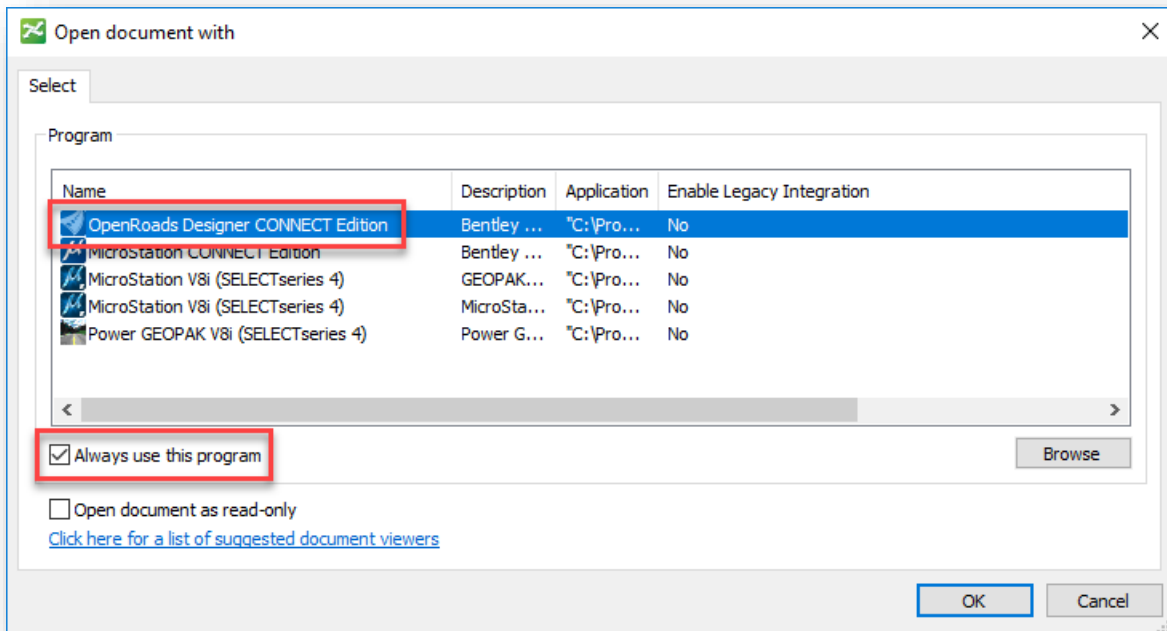 Open document with
Select
Program
Name Description Application Enable Legacy Integration
OpenRoads Designer CONNECT Edition Bentley ... "C:\Pro... No
MicroStation CONNECT Edition Bentley ... "C:\Pro... No
MicroStation V8i (SELECTseries 4) GEOPAK... "C:\Pro... No
MicroStation V8i (SELECTseries 4) MicroSta... "C:\Pro... No
Power GEOPAK V8i (SELECTseries 4) Power G... "C:\Pro... No
Always use this program Browse
Open document as read-only
Click here for a list of suggested document viewers
OK Cancel